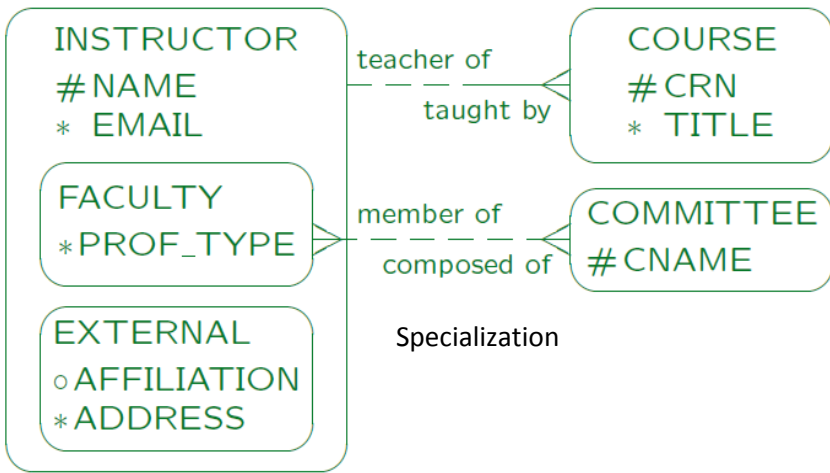 INSTRUCTOR
#NAME
* EMAIL
FACULTY
*PROF_TYPE
EXTERNAL
oAFFILIATION
*ADDRESS
teacher of
taught by
member of
composed of
COURSE
#CRN
* TITLE
COMMITTEE
#CNAME
Specialization